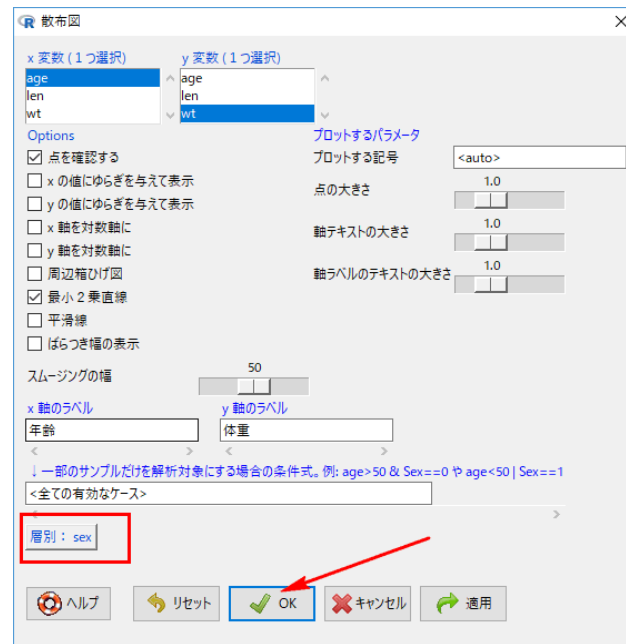 散布図
x 変数 (１つ選択) y 変数 (１つ選択)
age age
len len
wt wt
Options プロットするパラメータ
点を確認する プロットする記号 <auto>
x の値にゆらぎを与えて表示 点の大きさ 1.0
y の値にゆらぎを与えて表示
x 軸を対数軸に 軸テキストの大きさ 1.0
y 軸を対数軸に
周辺箱ひげ図 軸ラベルのテキストの大きさ 1.0
最小２乗直線
平滑線
ばらつき幅の表示
スムージングの幅 50
x 軸のラベル y 軸のラベル
年齢 体重
↓一部のサンプルだけを解析対象にする場合の条件式。例: age>50 & Sex==0 や age<50 | Sex==1
<全ての有効なケース>
層別： sex
ヘルプ リセット OK キャンセル 適用